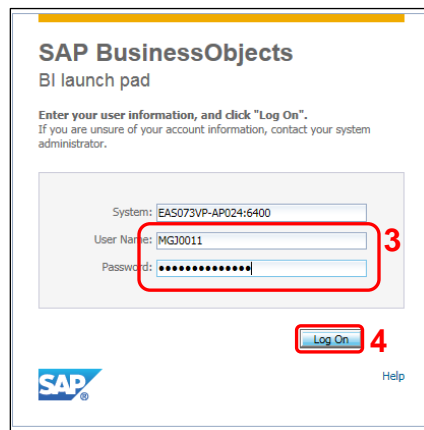 SAP BusinessObjects
BI launch pad
Enter your user information, and click "Log On".
If you are unsure of your account information, contact your system
administrator.
System: EAS073VP-AP024:6400
User Name: MGJ0011
3
Password: ●●●●●●●●●●●●●●
Log On 4
SAP®
Help